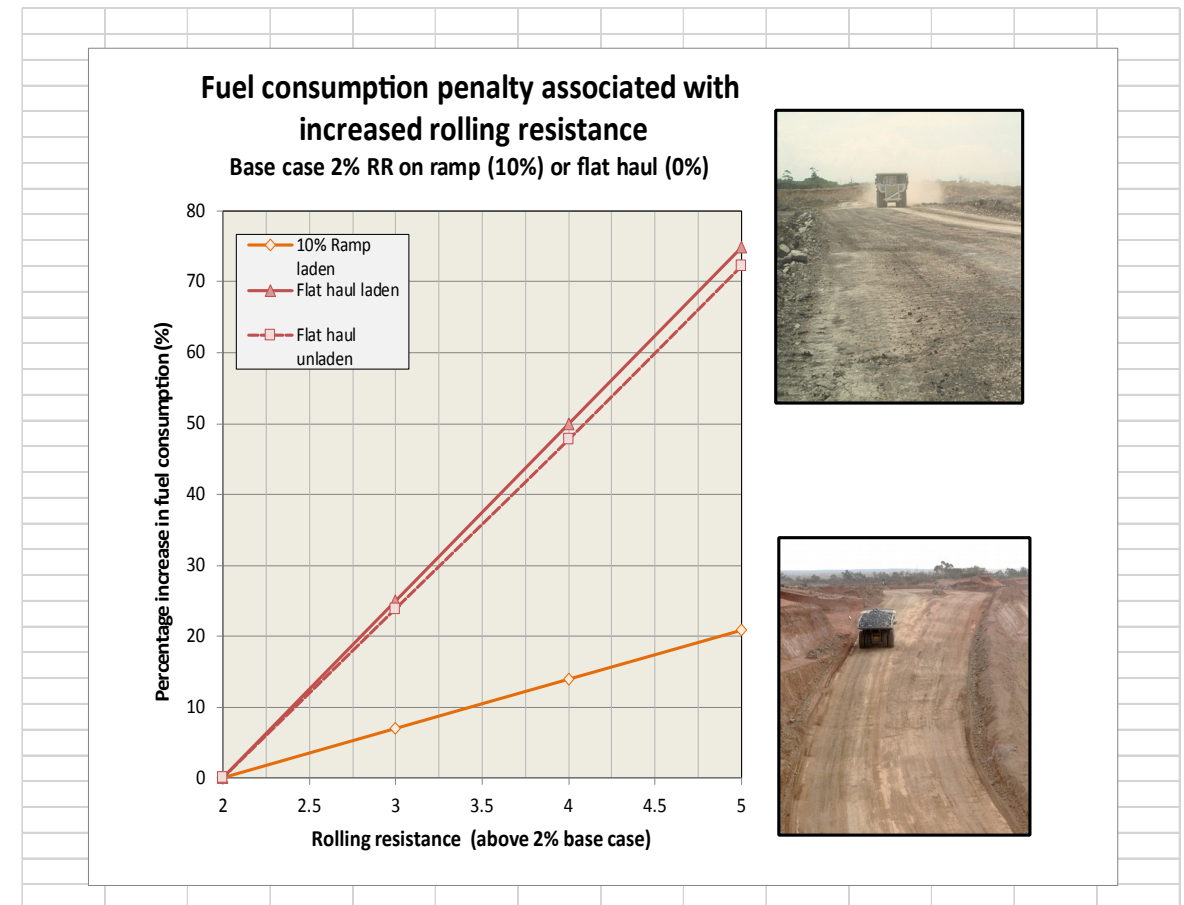 Fuel consumption penalty associated with
increased rolling resistance
Base case 2% RR on ramp (10%) or flat haul (0%)
80
70
60
50
40
30
20
10
0
10% Ramp
laden
Flat haul laden
Flat haul
unladen
Percentage increase in fuel consumption (%)
2 2.5 3 3.5 4 4.5 5
Rolling resistance (above 2% base case)